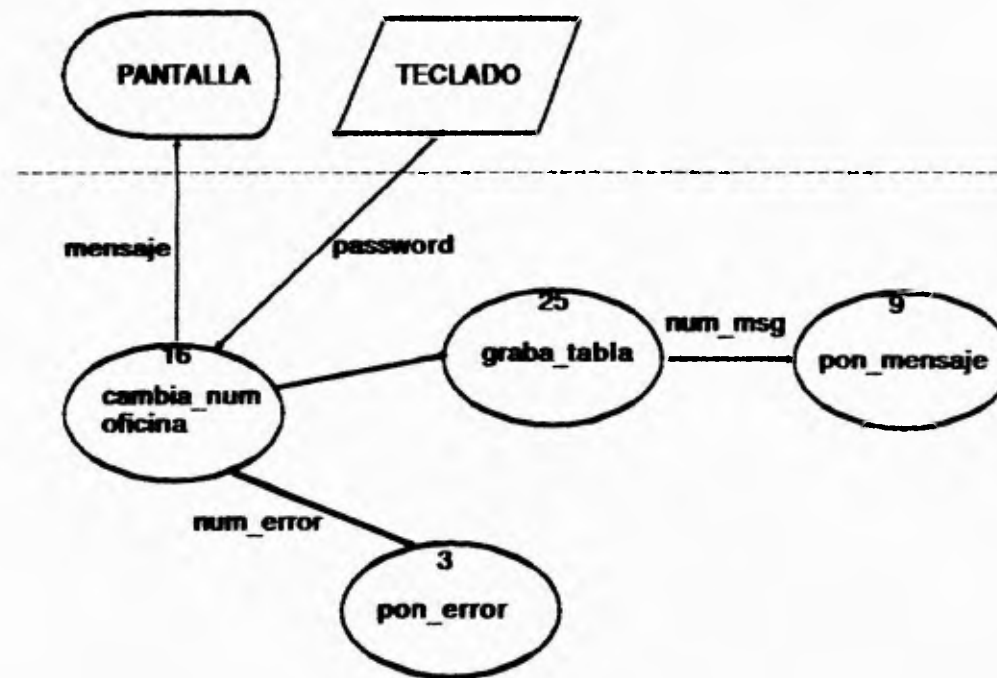 PANTALLA
TECLADO
mensaje
password
25
9
num_msg
graba_tabla
pon_mensaje
16
cambia_num
oficina
num_error
3
pon_error